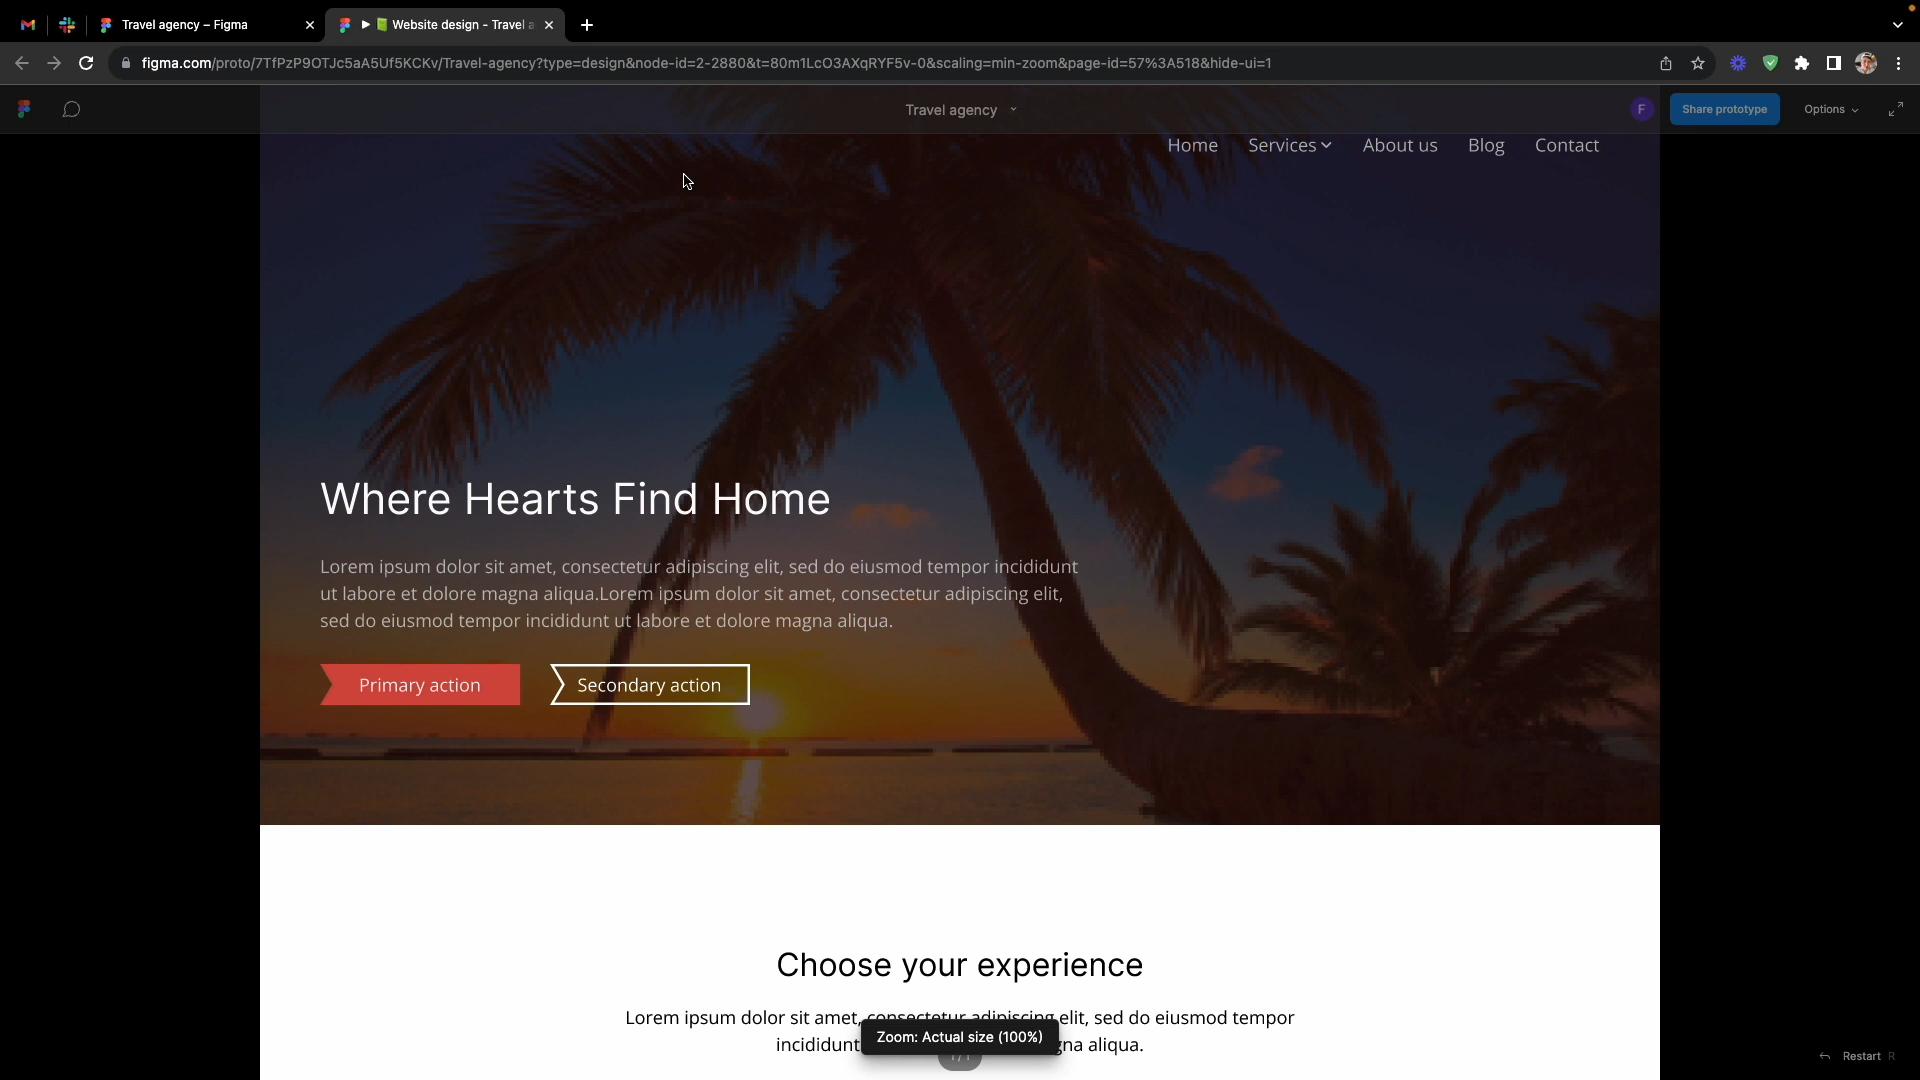 Travel agency – Figma
Website design - Travel a
figma.com/proto/7TfPzP9OTJc5aA5Uf5KCKv/Travel-agency?type=design&node-id=2-2880&t=80m1LcO3AXqRYF5v-0&scaling=min-zoom&page-id=57%3A518&hide-ui=1
Travel agency
F
Share prototype
Options
Home
Services
About us
Blog
Contact
Where Hearts Find Home
Lorem ipsum dolor sit amet, consectetur adipiscing elit, sed do eiusmod tempor incididunt
ut labore et dolore magna aliqua.Lorem ipsum dolor sit amet, consectetur adipiscing elit,
sed do eiusmod tempor incididunt ut labore et dolore magna aliqua.
Primary action
Secondary action
Choose your experience
Lorem ipsum dolor sit amet, consectetur adipiscing elit, sed do eiusmod tempor
incididunt gna aliqua.
Zoom: Actual size (100%)
1 / 1
Restart R